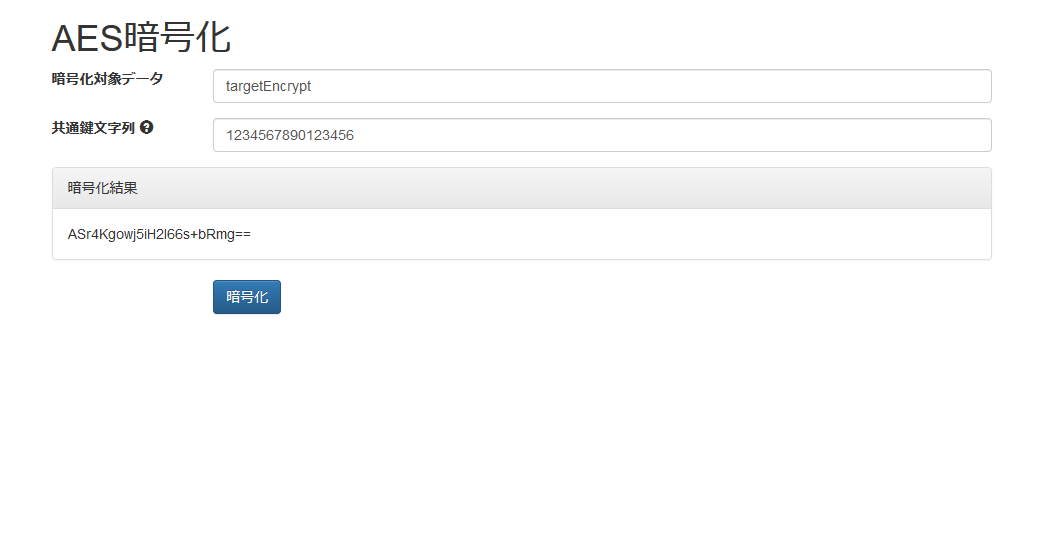 AES暗号化
暗号化対象データ
targetEncrypt
共通鍵文字列
1234567890123456
暗号化結果
ASr4Kgowj5iH2l66s+bRmg==
暗号化